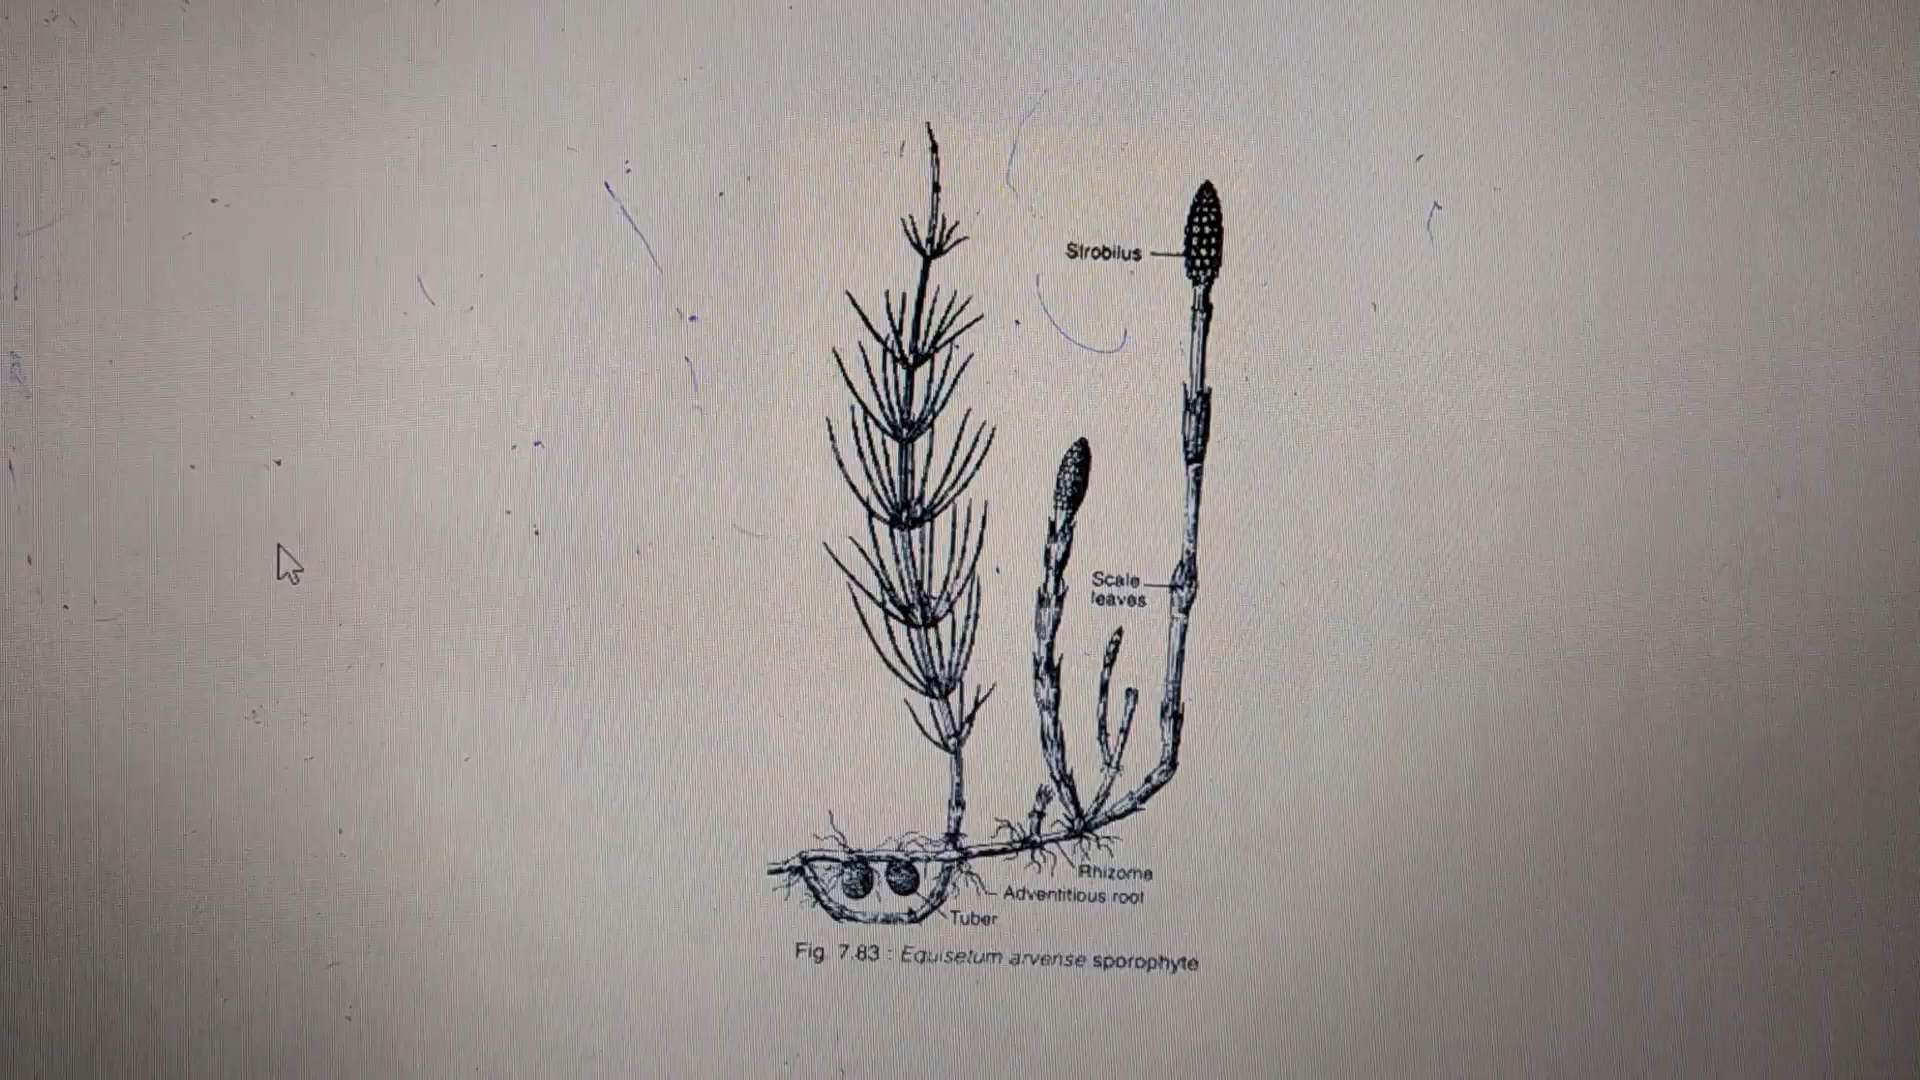 Strobilus
Scale
leaves
Rhizome
Adventitious root
Tuber
Fig 7.83 : Equisetum arvense sporophyte